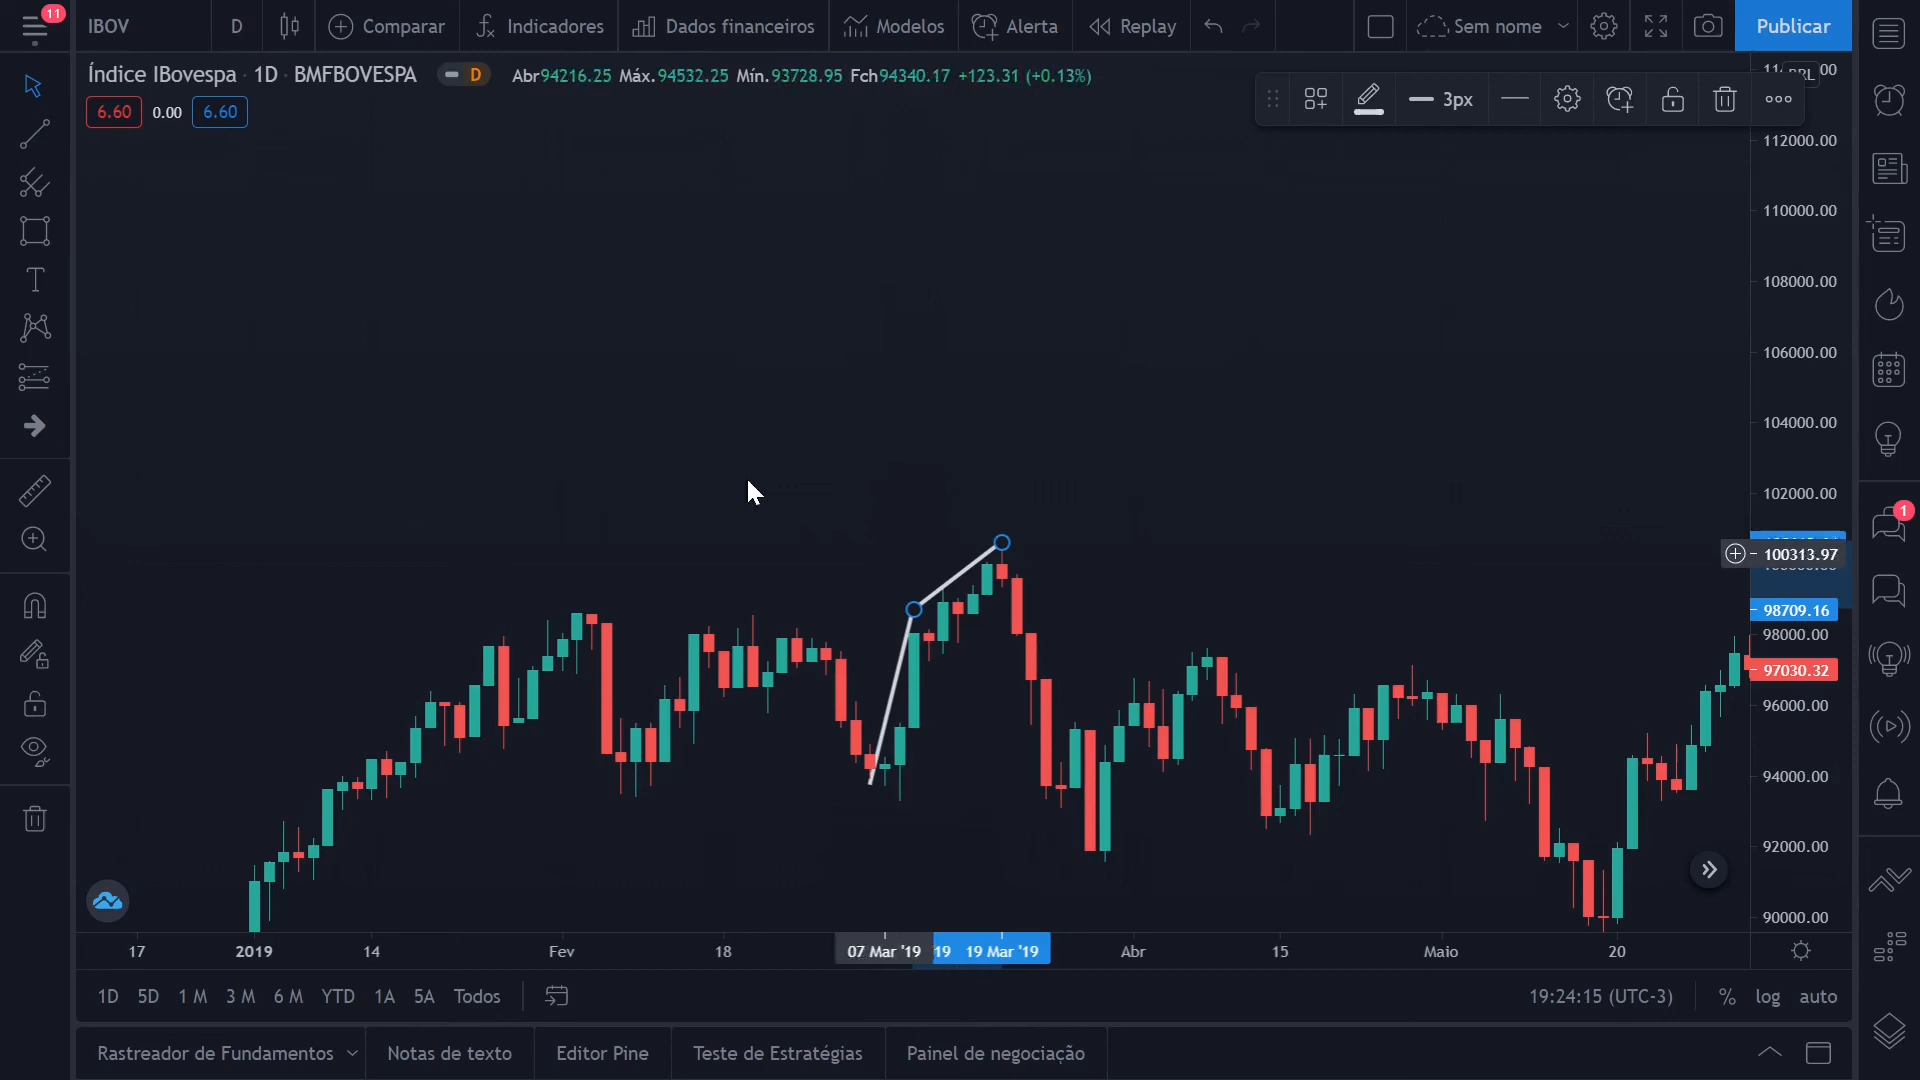 11
IBOV
D
Comparar
Indicadores
Dados financeiros
Modelos
Alerta
Replay
Sem nome
Publicar
Índice IBovespa · 1D · BMFBOVESPA
D
Abr94216.25 Máx.94532.25 Mín.93728.95 Fch94340.17 +123.31 (+0.13%)
6.60
0.00
6.60
3px
112000.00
110000.00
108000.00
106000.00
104000.00
102000.00
100313.97
98709.16
98000.00
97030.32
96000.00
94000.00
92000.00
90000.00
1
17
2019
14
Fev
18
07 Mar '19
19
19 Mar '19
Abr
15
Maio
20
1D
5D
1 M
3 M
6 M
YTD
1A
5A
Todos
19:24:15 (UTC-3)
%
log
auto
Rastreador de Fundamentos
Notas de texto
Editor Pine
Teste de Estratégias
Painel de negociação